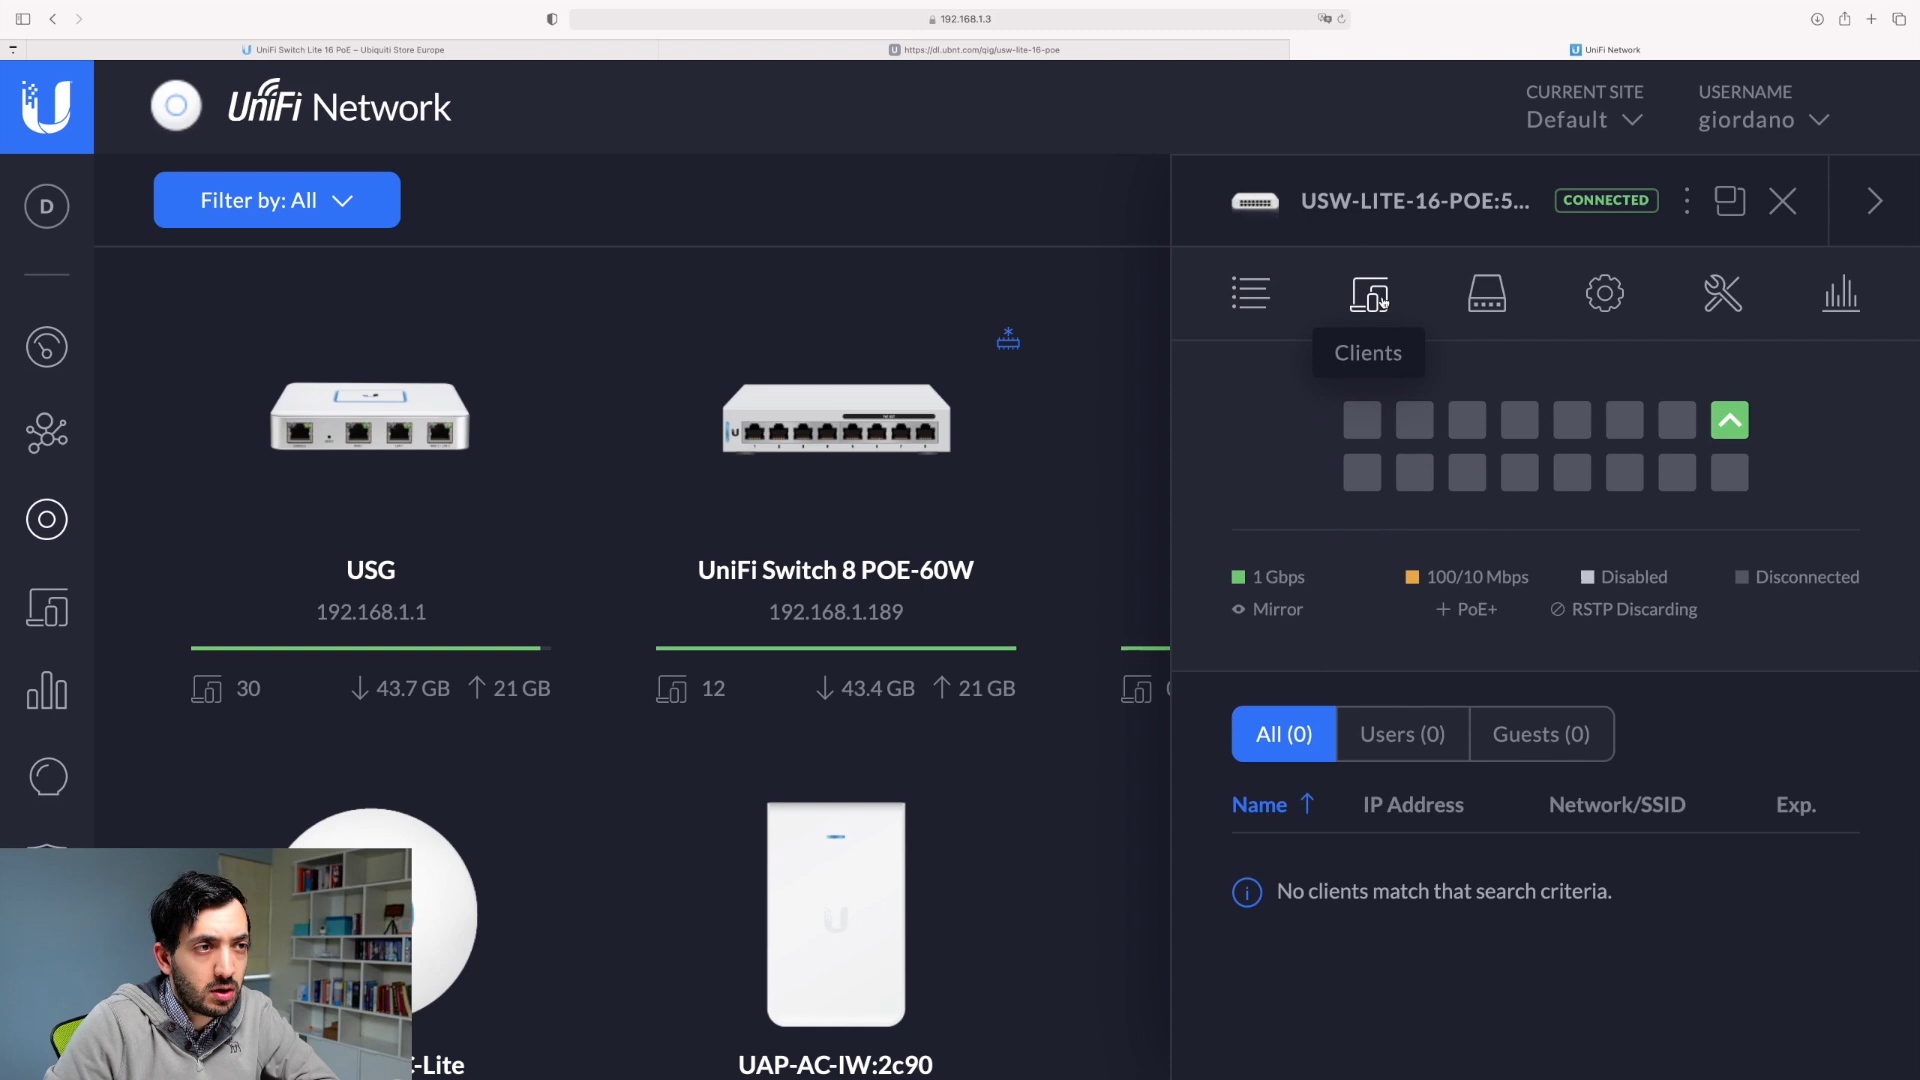 192.168.1.3
UniFi Switch Lite 16 PoE – Ubiquiti Store Europe
https://dl.ubnt.com/qig/usw-lite-16-poe
UniFi Network
UniFi Network
CURRENT SITE
Default
USERNAME
giordano
D
Filter by: All
USW-LITE-16-POE:5...
CONNECTED
Clients
USG
192.168.1.1
30
43.7 GB
21 GB
UniFi Switch 8 POE-60W
192.168.1.189
12
43.4 GB
21 GB
1 Gbps
100/10 Mbps
Disabled
Disconnected
Mirror
PoE+
RSTP Discarding
All (0)
Users (0)
Guests (0)
Name
IP Address
Network/SSID
Exp.
No clients match that search criteria.
-Lite
UAP-AC-IW:2c90